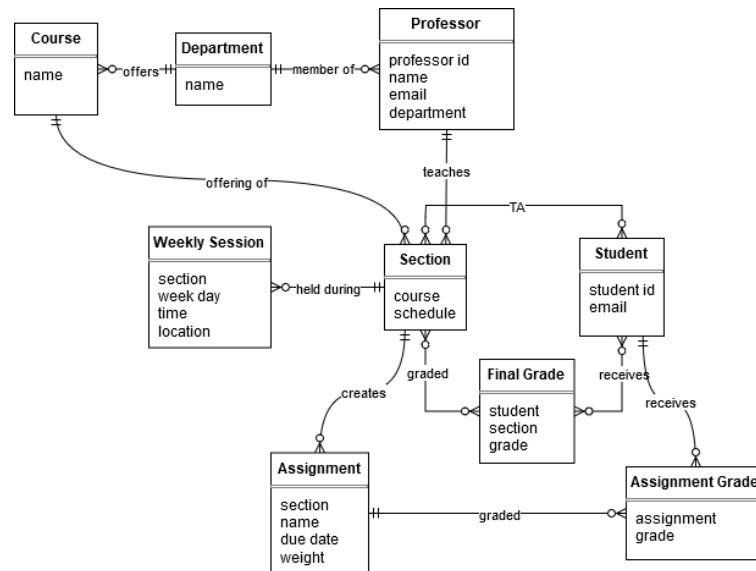 Course
name
offers
Department
name
member of
Professor
professor id
name
email
department
offering of
teaches
TA
Weekly Session
section
week day
time
location
held during
Section
course
schedule
Student
student id
email
creates
graded
Final Grade
student
section
grade
receives
receives
Assignment
section
name
due date
weight
graded
Assignment Grade
assignment
grade